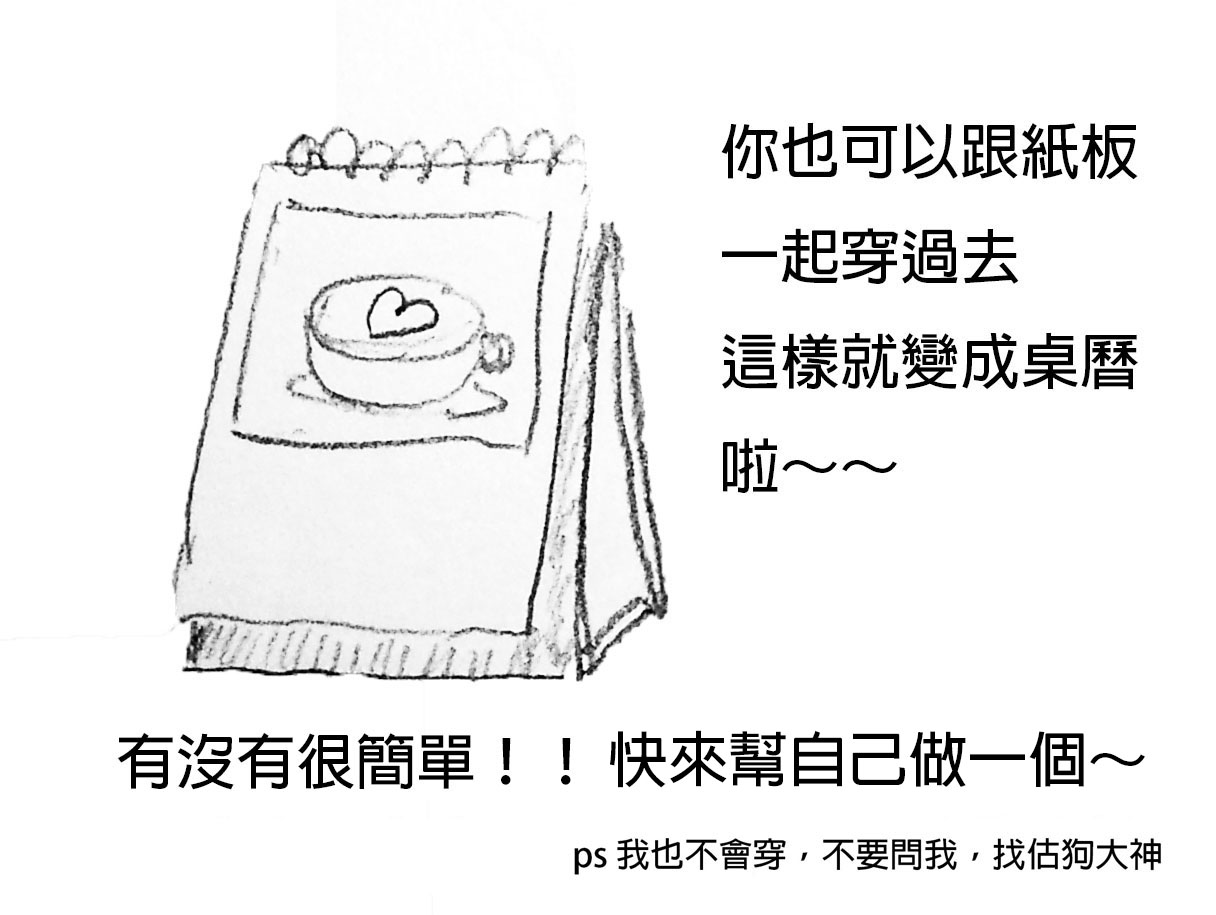 你也可以跟紙板
一起穿過去
這樣就變成桌曆
啦～～
有沒有很簡單！！快來幫自己做一個～
ps 我也不會穿，不要問我，找估狗大神